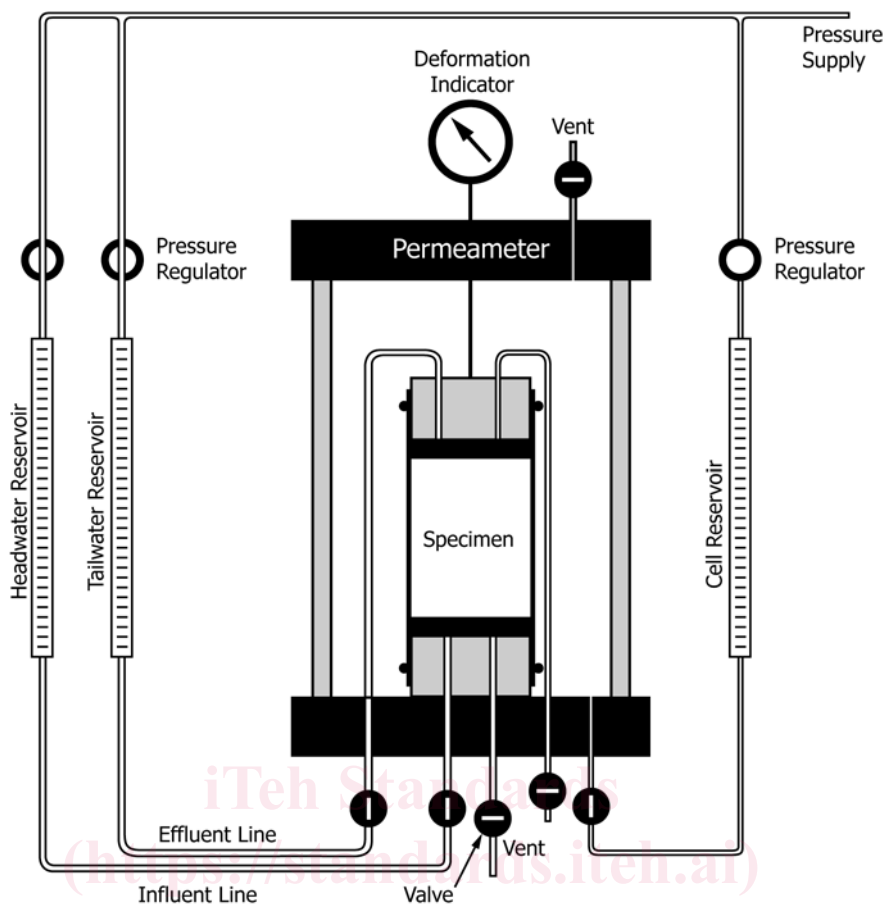 Pressure
Supply
Deformation
Indicator
Vent
Pressure
Regulator
Permeameter
Pressure
Regulator
Headwater Reservoir
Tailwater Reservoir
Specimen
Cell Reservoir
iTeh Standards
Effluent Line
Vent
(https://standards.iteh.ai)
Influent Line
Valve